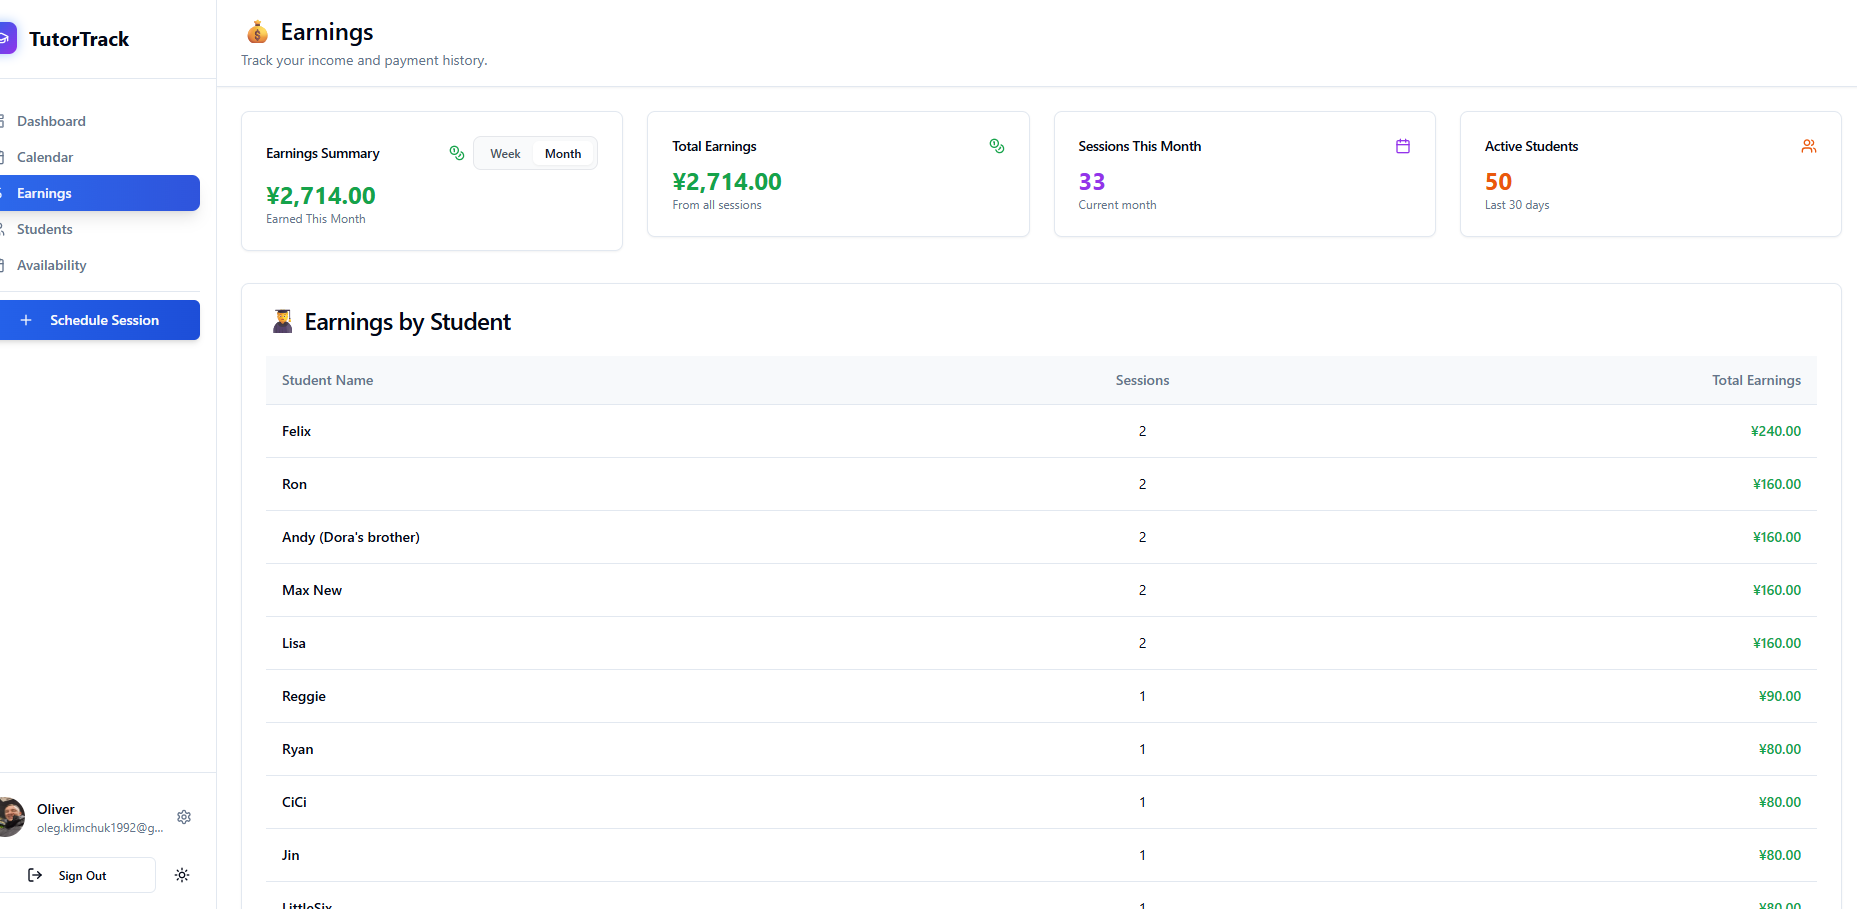 TutorTrack
Dashboard
Calendar
Earnings
Students
Availability
+ Schedule Session
Oliver
oleg.klimchuk1992@g...
Sign Out
Earnings
Track your income and payment history.
Earnings Summary
Week Month
¥2,714.00
Earned This Month
Total Earnings
¥2,714.00
From all sessions
Sessions This Month
33
Current month
Active Students
50
Last 30 days
Earnings by Student
Student Name Sessions Total Earnings
Felix 2 ¥240.00
Ron 2 ¥160.00
Andy (Dora's brother) 2 ¥160.00
Max New 2 ¥160.00
Lisa 2 ¥160.00
Reggie 1 ¥90.00
Ryan 1 ¥80.00
CiCi 1 ¥80.00
Jin 1 ¥80.00
LittleSix 1 ¥80.00